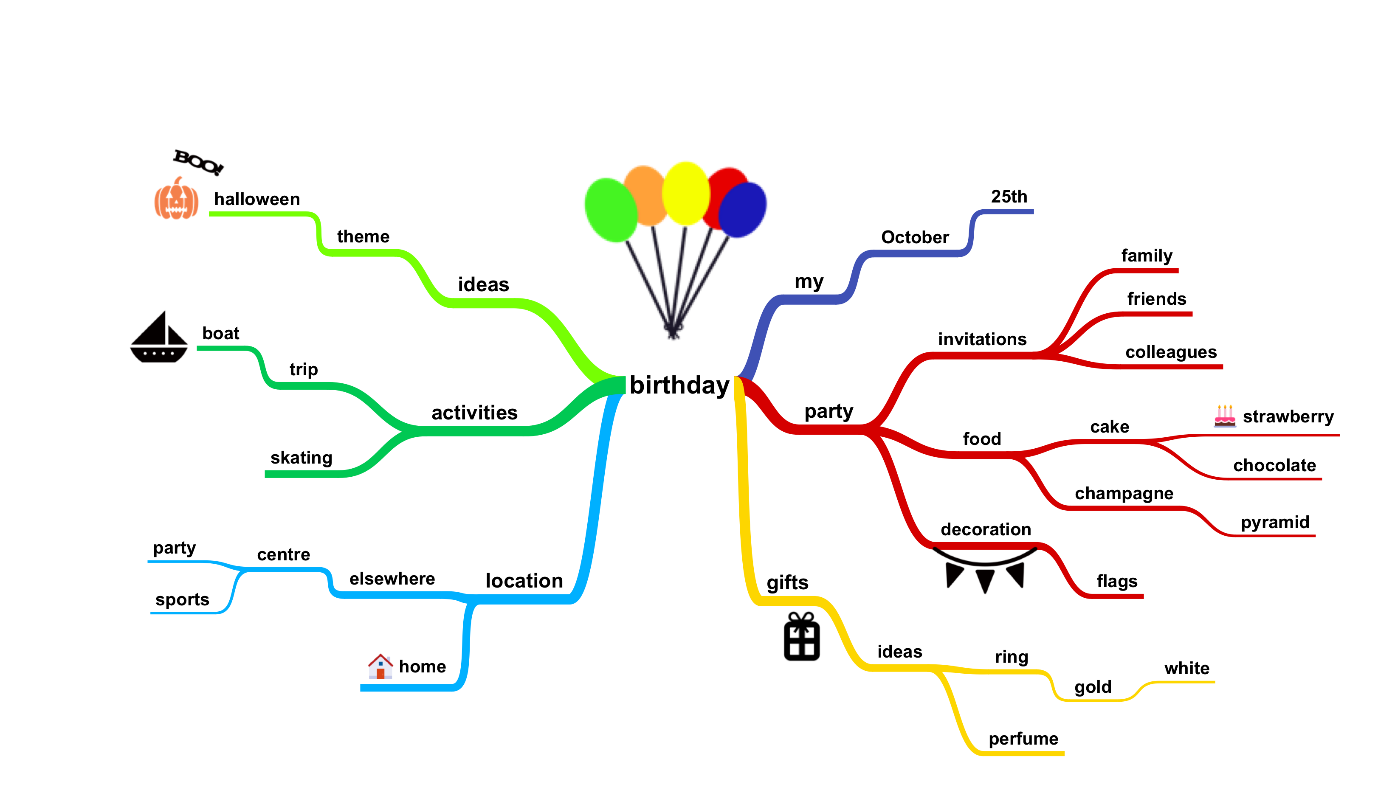 birthday
my
October
25th
party
invitations
family
friends
colleagues
food
cake
strawberry
chocolate
champagne
pyramid
decoration
flags
gifts
ideas
ring
gold
white
perfume
ideas
theme
halloween
BOO!
activities
trip
boat
skating
location
elsewhere
centre
party
sports
home